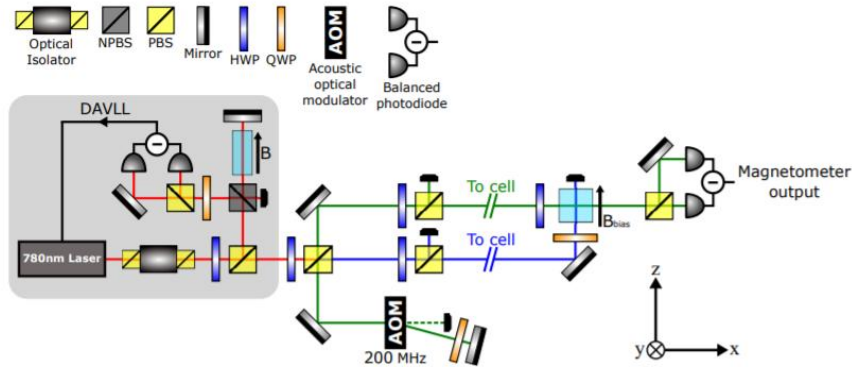 Optical
Isolator
NPBS
PBS
Mirror
HWP
QWP
AOM
Acoustic
optical
modulator
Balanced
photodiode
DAVLL
B
780nm Laser
To cell
To cell
B bias
Magnetometer
output
AOM
200 MHz
z
y
x